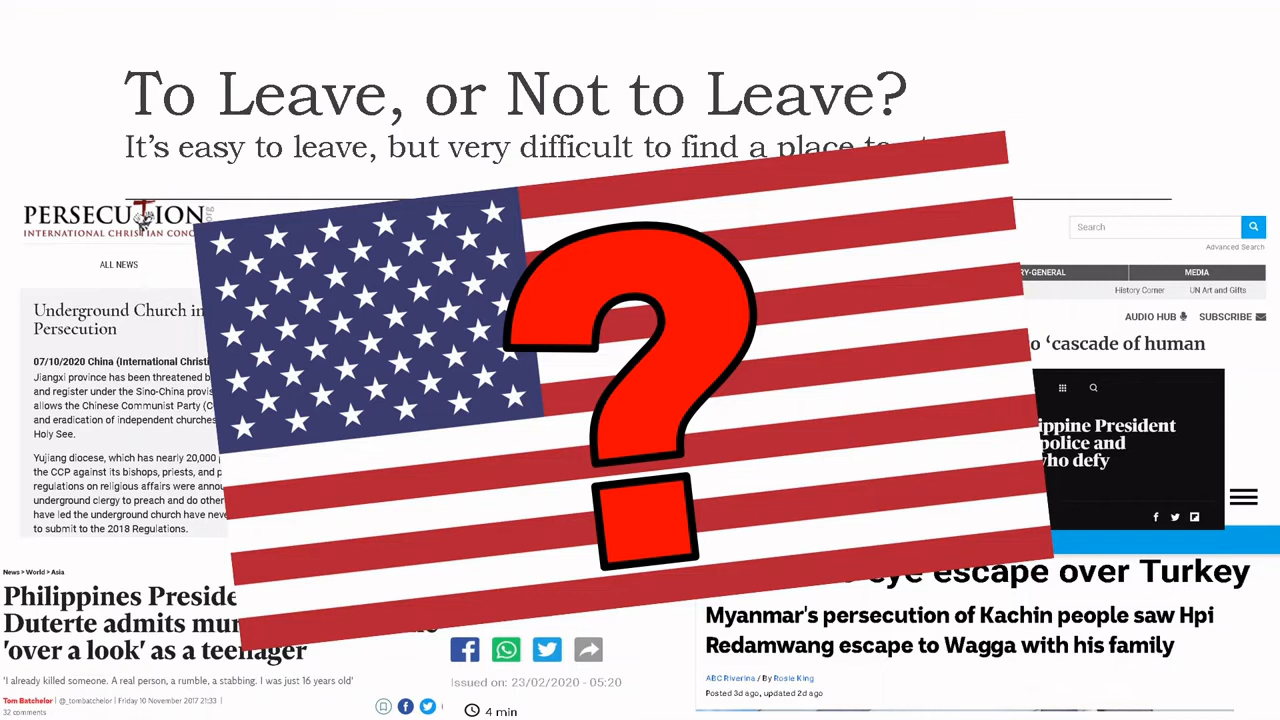 To Leave, or Not to Leave?
It's easy to leave, but very difficult to find a place to
PERSECUTION
.org
INTERNATIONAL CHRISTIAN CONC
ALL NEWS
Underground Church in
Persecution
07/10/2020 China (International Christi
Jiangxi province has been threatened b
and register under the Sino-China provis
allows the Chinese Communist Party (C
and eradication of independent churches
Holy See.
Yujiang diocese, which has nearly 20,000
the CCP against its bishops, priests, and p
regulations on religious affairs were annou
underground clergy to preach and do other
have led the underground church have neve
to submit to the 2018 Regulations.
Search
Advanced Search
RY-GENERAL
MEDIA
History Corner
UN Art and Gifts
AUDIO HUB
SUBSCRIBE
o 'cascade of human
ippine President
police and
who defy
News > World > Asia
Philippines Preside
Duterte admits mur
'over a look' as a teenager
'I already killed someone. A real person, a rumble, a stabbing. I was just 16 years old'
Tom Batchelor | @_tombatchelor | Friday 10 November 2017 21:33
32 comments
Issued on: 23/02/2020 - 05:20
4 min
eye escape over Turkey
Myanmar's persecution of Kachin people saw Hpi
Redamwang escape to Wagga with his family
ABC Riverina / By Rosie King
Posted 3d ago, updated 2d ago
?